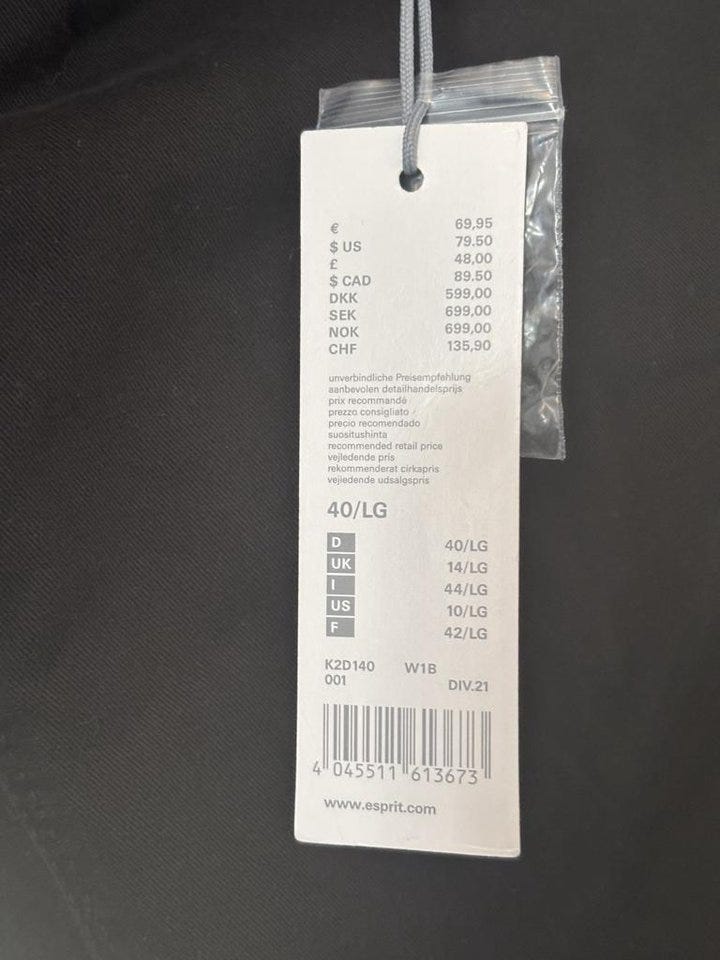 € 69,95
$ US 79.50
£ 48,00
$ CAD 89.50
DKK 599,00
SEK 699,00
NOK 699,00
CHF 135,90
unverbindliche Preisempfehlung
aanbevolen detailhandelsprijs
prix recommandé
prezzo consigliato
precio recomendado
suositushinta
recommended retail price
vejledende pris
rekommenderat cirkapris
vejledende udsalgspris
40/LG
D 40/LG
UK 14/LG
I 44/LG
US 10/LG
F 42/LG
K2D140 W1B
001 DIV.21
4 045511 613673
www.esprit.com